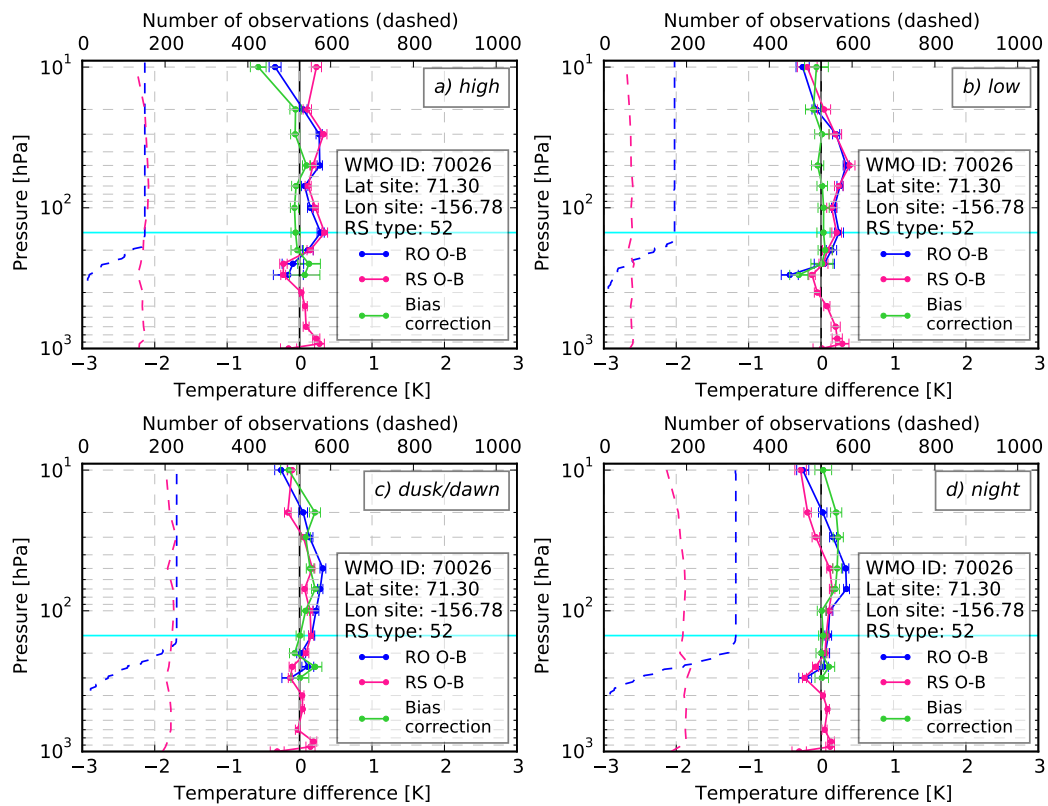 Number of observations (dashed)
0 200 400 600 800 1000
10¹
10²
10³
Pressure [hPa]
a) high
WMO ID: 70026
Lat site: 71.30
Lon site: -156.78
RS type: 52
RO O-B
RS O-B
Bias
correction
−3 −2 −1 0 1 2 3
Temperature difference [K]
Number of observations (dashed)
0 200 400 600 800 1000
10¹
10²
10³
Pressure [hPa]
b) low
WMO ID: 70026
Lat site: 71.30
Lon site: -156.78
RS type: 52
RO O-B
RS O-B
Bias
correction
−3 −2 −1 0 1 2 3
Temperature difference [K]
Number of observations (dashed)
0 200 400 600 800 1000
10¹
10²
10³
Pressure [hPa]
c) dusk/dawn
WMO ID: 70026
Lat site: 71.30
Lon site: -156.78
RS type: 52
RO O-B
RS O-B
Bias
correction
−3 −2 −1 0 1 2 3
Temperature difference [K]
Number of observations (dashed)
0 200 400 600 800 1000
10¹
10²
10³
Pressure [hPa]
d) night
WMO ID: 70026
Lat site: 71.30
Lon site: -156.78
RS type: 52
RO O-B
RS O-B
Bias
correction
−3 −2 −1 0 1 2 3
Temperature difference [K]